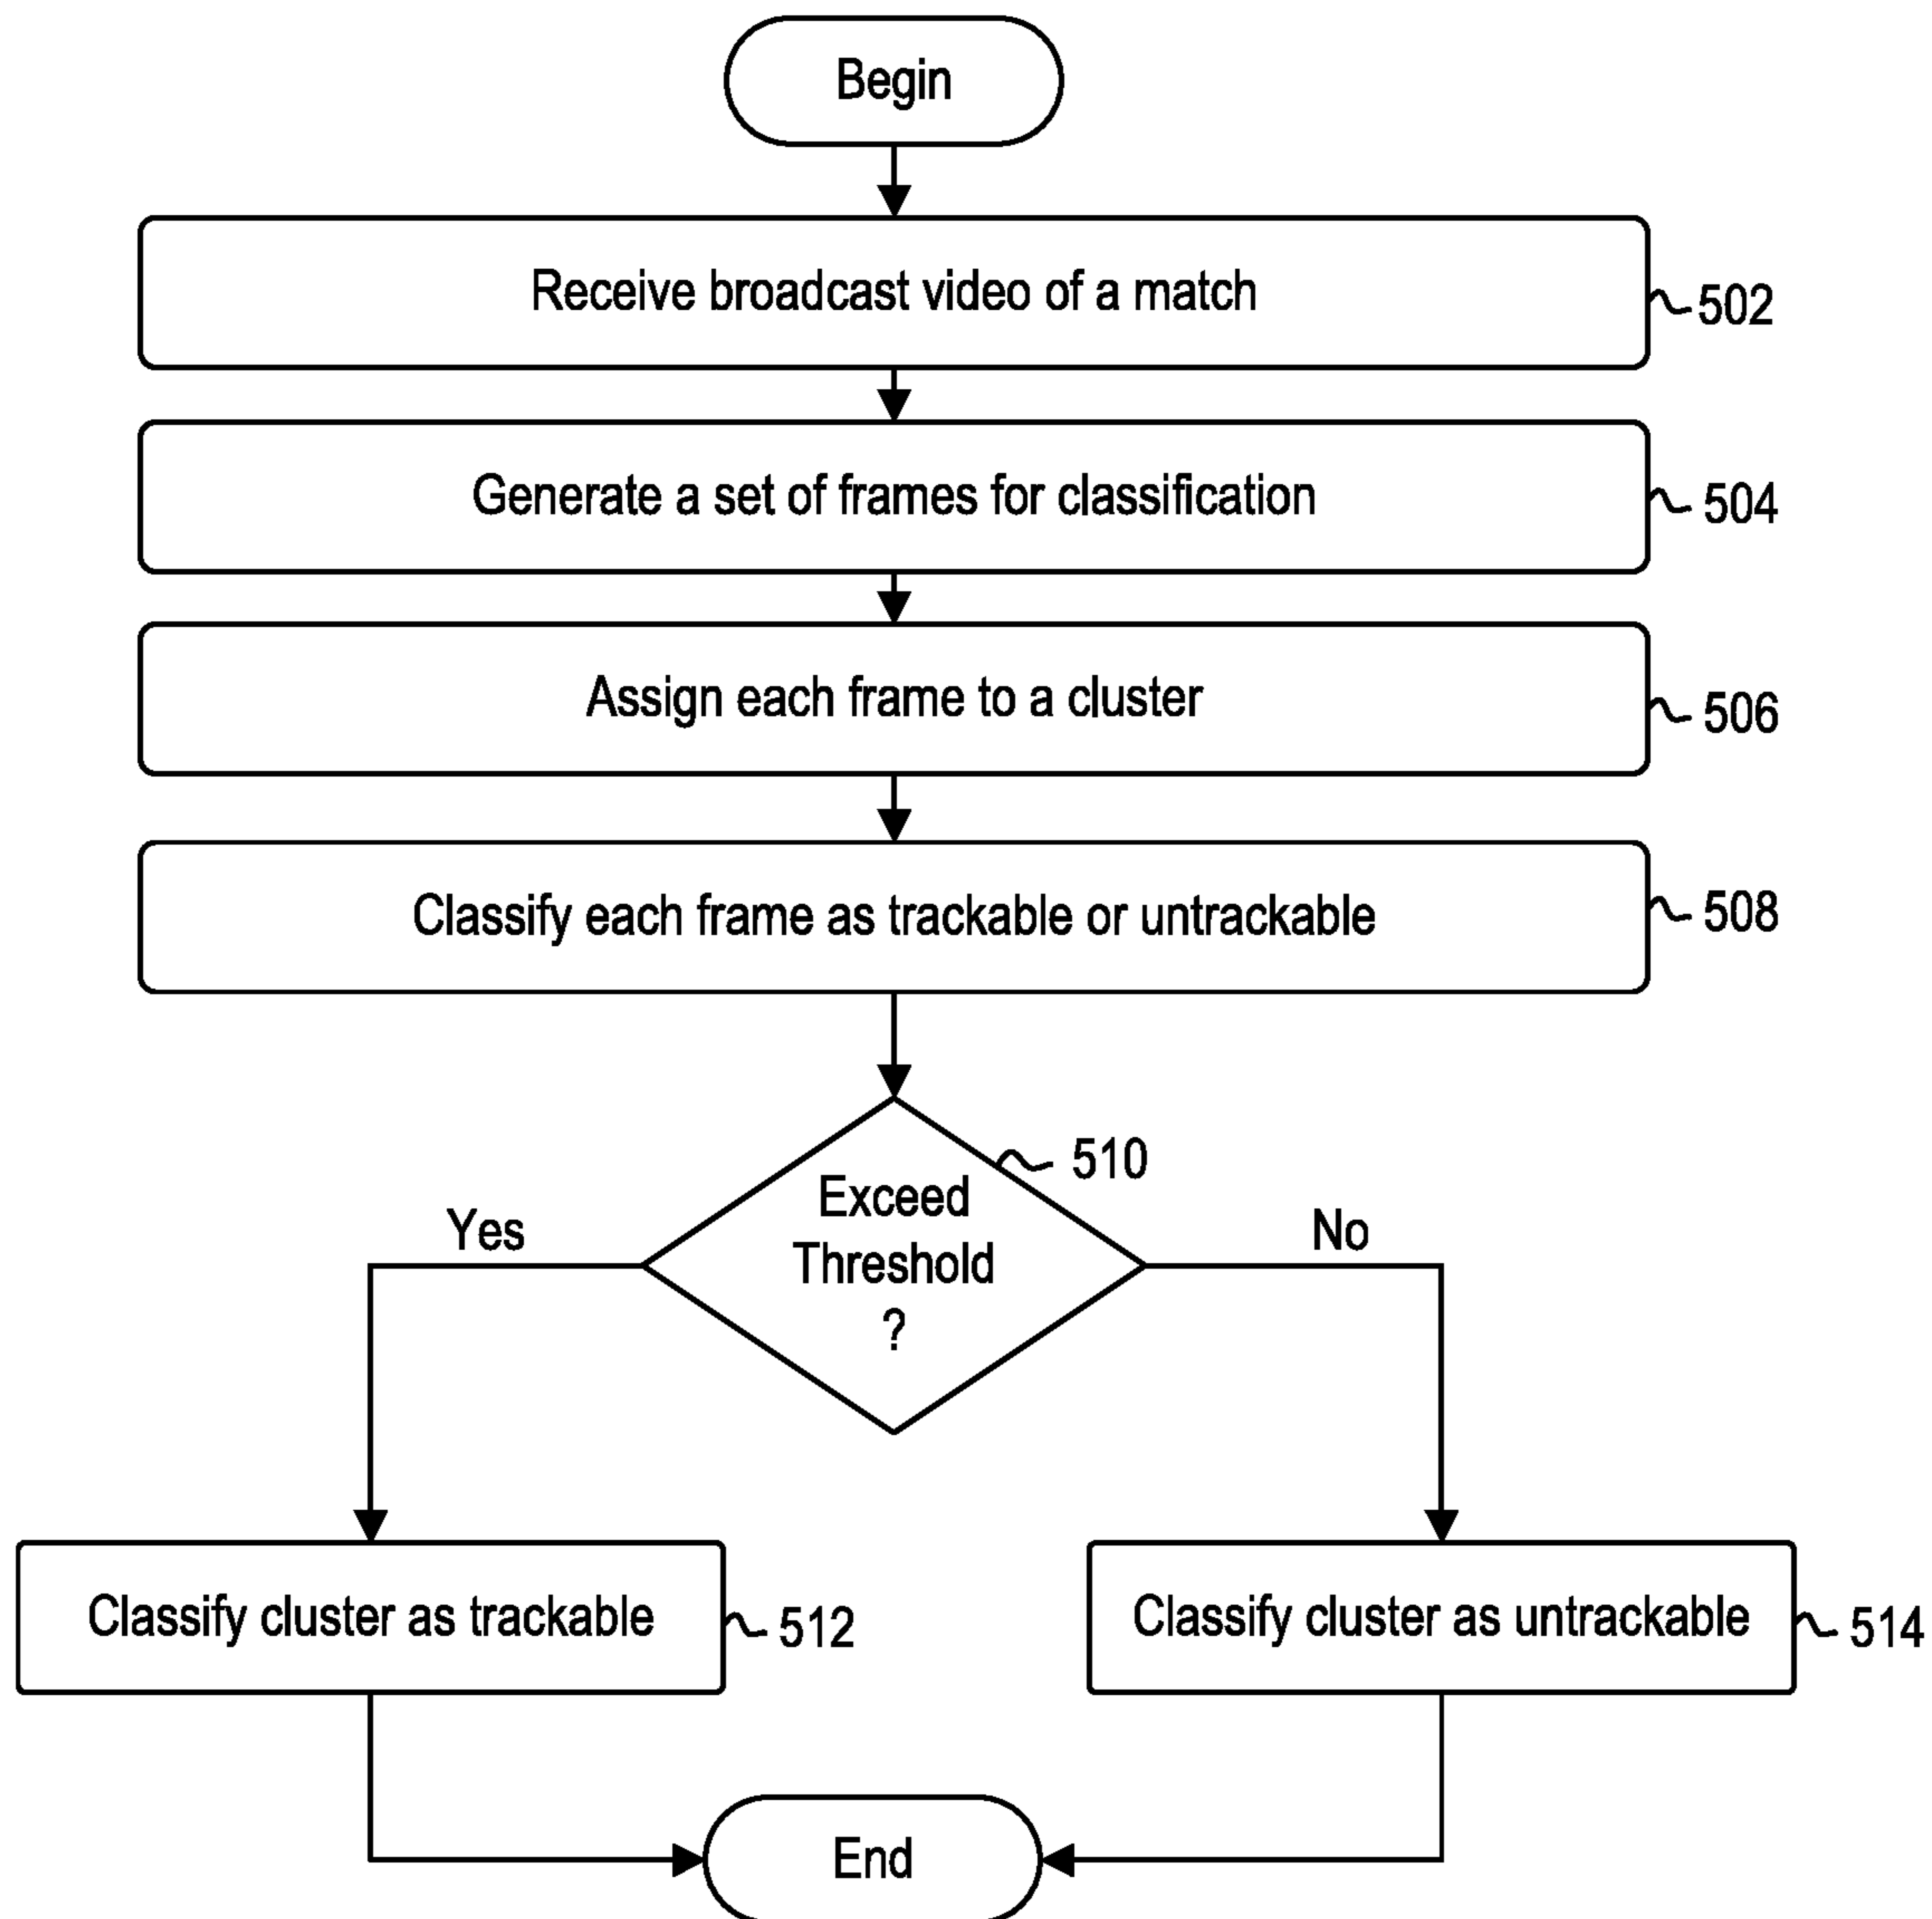 Begin
Receive broadcast video of a match
502
Generate a set of frames for classification
504
Assign each frame to a cluster
506
Classify each frame as trackable or untrackable
508
510
Exceed
Threshold
?
Yes
No
Classify cluster as trackable
512
Classify cluster as untrackable
514
End